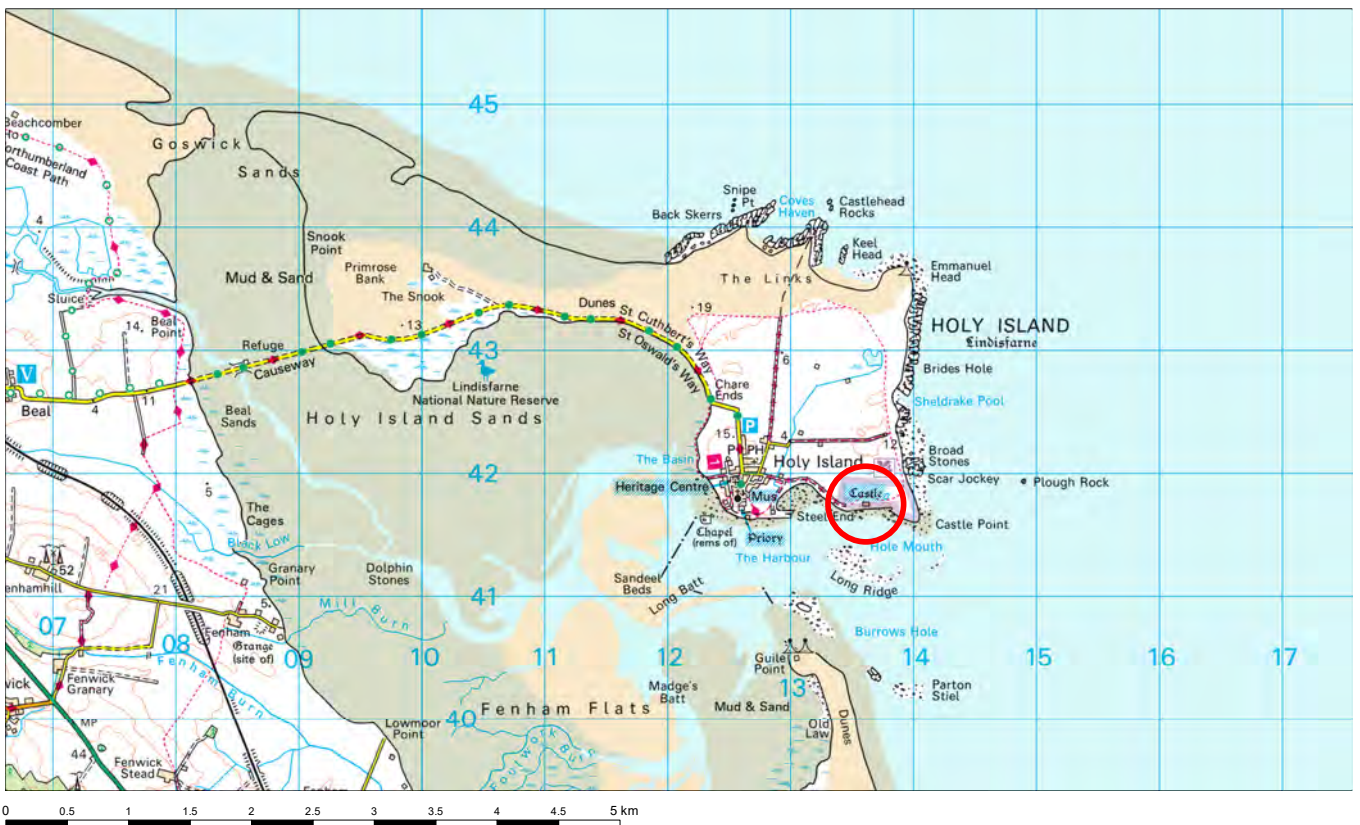 45
Beachcomber
Ho
orthumberland
Coast Path
Goswick
Sands
4
Snipe
Pt
Coves
Haven
Castlehead
Rocks
Back Skerrs
44
Keel
Head
Snook
Point
Primrose
Bank
The Links
Emmanuel
Head
Mud & Sand
The Snook
Sluice
Beal
Point
14
13
Dunes
St Cuthbert's Way
St Oswald's Way
19
HOLY ISLAND
Lindisfarne
Refuge
Causeway
43
6
V
Beal
4
11
Lindisfarne
National Nature Reserve
Chare
Ends
Brides Hole
Sheldrake Pool
Beal
Sands
Holy Island Sands
P
15
4
12
PH
The Basin
1
Holy Island
Broad
Stones
42
Scar Jockey
Plough Rock
5
Heritage Centre
Mus
Castle
The
Cages
Chapel
(rems of)
Priory
Steel End
Castle Point
Black Low
The Harbour
Hole Mouth
52
Granary
Point
Dolphin
Stones
Sandeel
Beds
Long Batt
Long Ridge
enhamhill
21
41
5
Mill Burn
07
08
Fenham
Grange
(site of)
Burrows Hole
09
10
11
12
13
14
15
16
17
Guile
Point
Fenham Burn
wick
Fenwick
Granary
Madge's
Batt
Parton
Stiel
Mud & Sand
MP
Fenham Flats
40
Old
Law
Dunes
Lowmoor
Point
Foulwork Burn
44
Fenwick
Stead
0 0.5 1 1.5 2 2.5 3 3.5 4 4.5 5 km